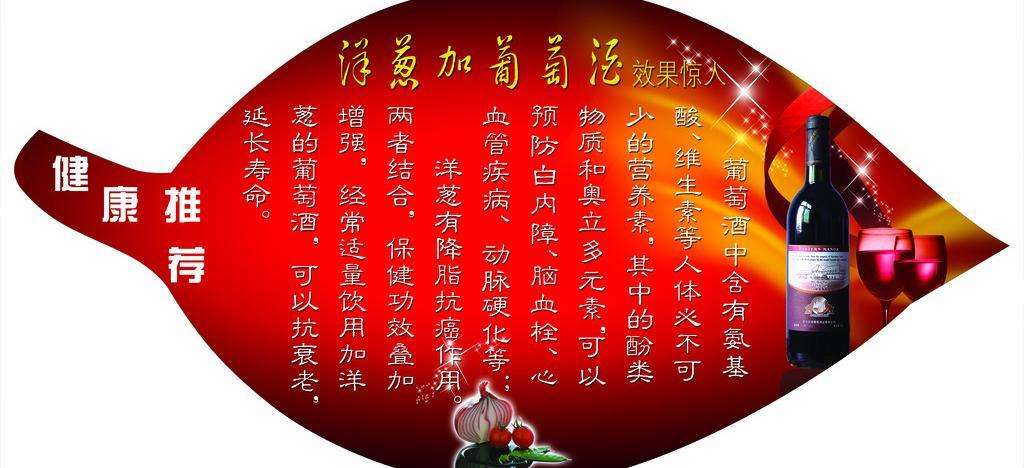 健康推荐
洋葱加葡萄酒 效果惊人
葡萄酒中含有氨基
酸、维生素等人体必不可
少的营养素,其中的酚类
物质和奥立多元素,可以
预防白内障、脑血栓、心
血管疾病、动脉硬化等;
洋葱有降脂抗癌作用。
两者结合,保健功效叠加
增强,经常适量饮用加洋
葱的葡萄酒,可以抗衰老,
延长寿命。